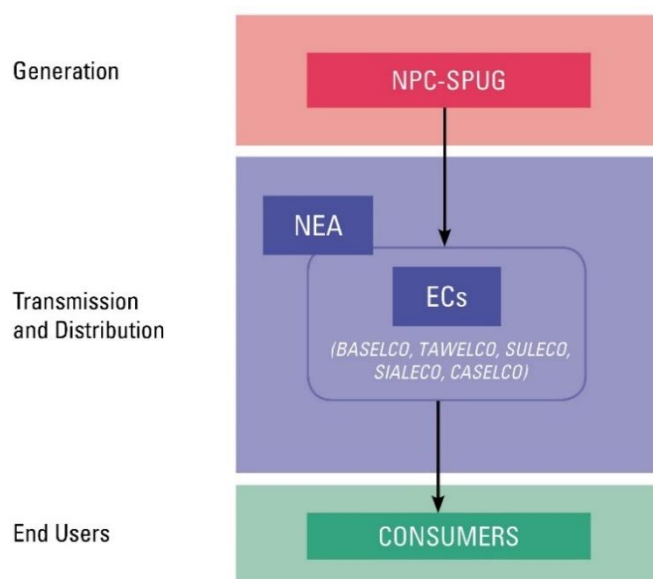 Generation
NPC-SPUG
NEA
ECs
Transmission
and Distribution
(BASELCO, TAWELCO, SULECO,
SIALECO, CASELCO)
End Users
CONSUMERS